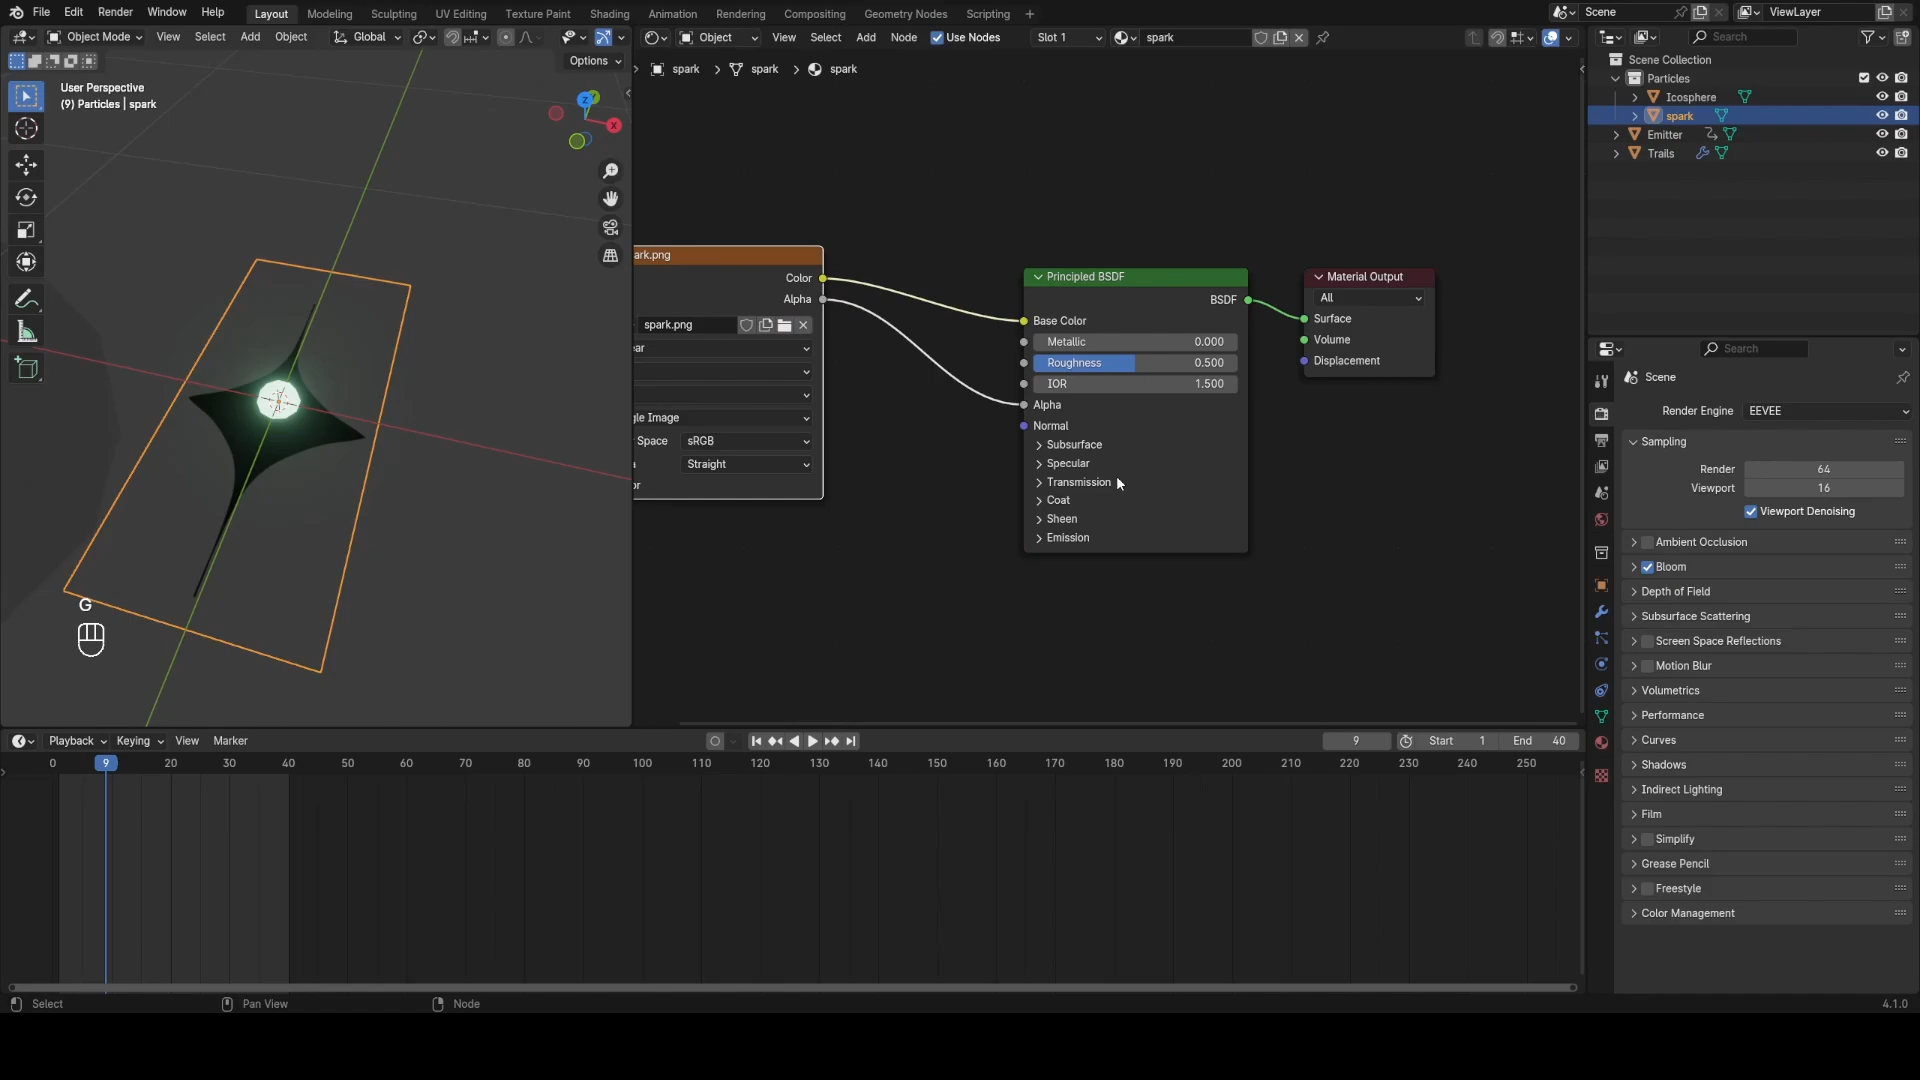 File Edit Render Window Help Layout Modeling Sculpting UV Editing Texture Paint Shading Animation Rendering Compositing Geometry Nodes Scripting Scene ViewLayer
Object Mode View Select Add Object Global Object View Select Add Node Use Nodes Slot 1 spark Search
Options
User Perspective
(9) Particles | spark
spark spark spark
Scene Collection
Particles
Icosphere
spark
Emitter
Trails
Z
Y
X
ark.png
Color
Alpha
spark.png
ear
gle Image
Space sRGB
a Straight
or
Principled BSDF
BSDF
Base Color
Metallic 0.000
Roughness 0.500
IOR 1.500
Alpha
Normal
Subsurface
Specular
Transmission
Coat
Sheen
Emission
Material Output
All
Surface
Volume
Displacement
G
Search
Scene
Render Engine EEVEE
Sampling
Render 64
Viewport 16
Viewport Denoising
Ambient Occlusion
Bloom
Depth of Field
Subsurface Scattering
Screen Space Reflections
Motion Blur
Volumetrics
Performance
Curves
Shadows
Indirect Lighting
Film
Simplify
Grease Pencil
Freestyle
Color Management
Playback Keying View Marker 9 Start 1 End 40
0 9 20 30 40 50 60 70 80 90 100 110 120 130 140 150 160 170 180 190 200 210 220 230 240 250
Select Pan View Node 4.1.0